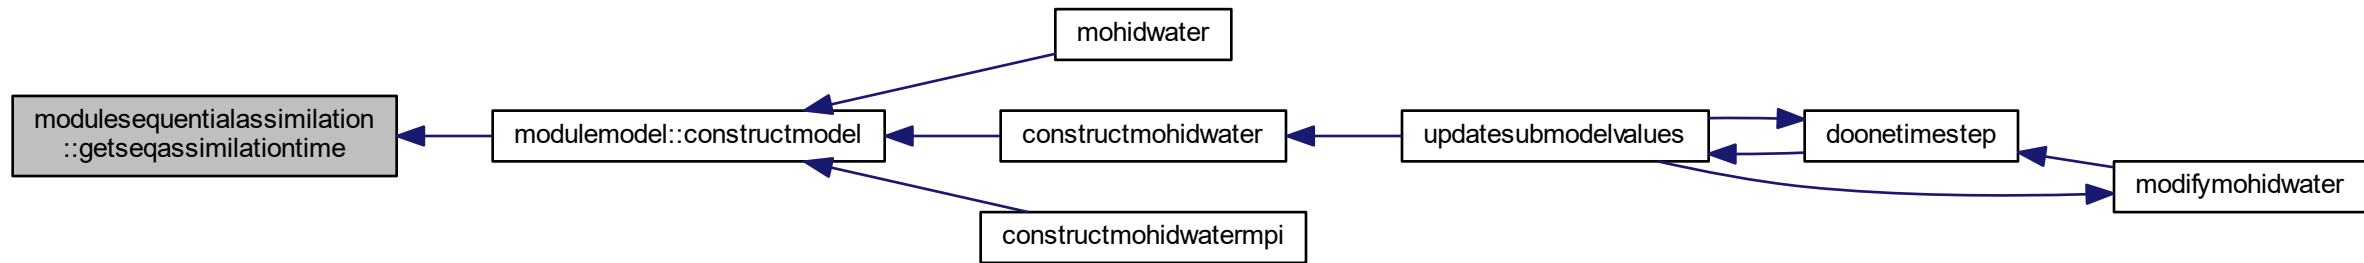 modulesequentialassimilation
::getseqassimilationtime
modulemodel::constructmodel
mohidwater
constructmohidwater
constructmohidwatermpi
updatesubmodelvalues
doonetimestep
modifymohidwater